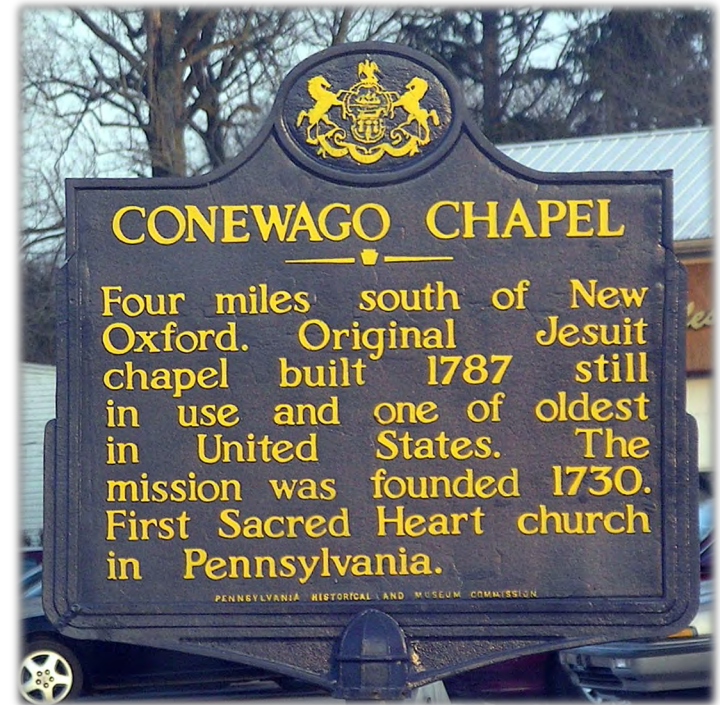 CONEWAGO CHAPEL
Four miles south of New
Oxford. Original Jesuit
chapel built 1787 still
in use and one of oldest
in United States. The
mission was founded 1730.
First Sacred Heart church
in Pennsylvania.
PENNSYLVANIA HISTORICAL AND MUSEUM COMMISSION